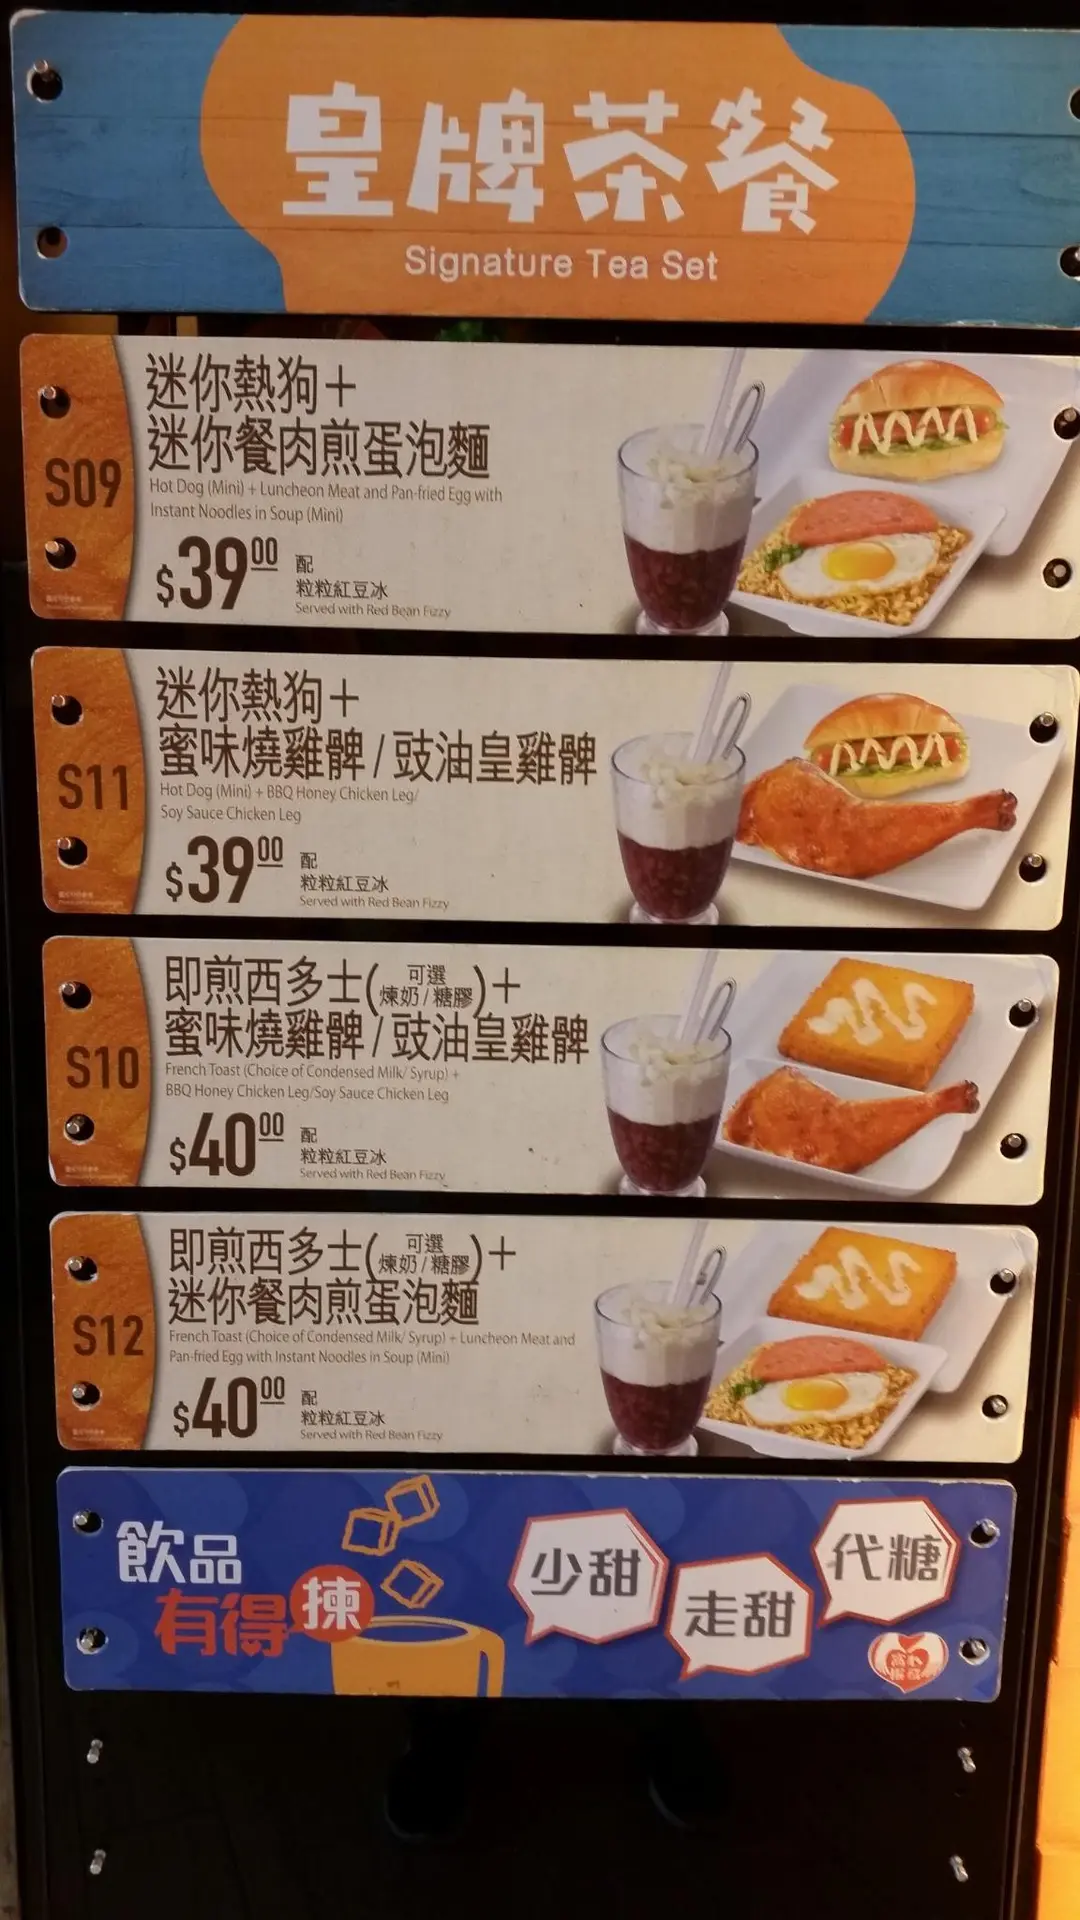 皇牌茶餐
Signature Tea Set
S09
迷你熱狗＋
迷你餐肉煎蛋泡麵
Hot Dog (Mini) + Luncheon Meat and Pan-fried Egg with
Instant Noodles in Soup (Mini)
$39.00 配
粒粒紅豆冰
Served with Red Bean Fizzy
S11
迷你熱狗＋
蜜味燒雞髀/豉油皇雞髀
Hot Dog (Mini) + BBQ Honey Chicken Leg/
Soy Sauce Chicken Leg
$39.00 配
粒粒紅豆冰
Served with Red Bean Fizzy
S10
即煎西多士(可選煉奶/糖膠)＋
蜜味燒雞髀/豉油皇雞髀
French Toast (Choice of Condensed Milk/ Syrup) +
BBQ Honey Chicken Leg/Soy Sauce Chicken Leg
$40.00 配
粒粒紅豆冰
Served with Red Bean Fizzy
S12
即煎西多士(可選煉奶/糖膠)＋
迷你餐肉煎蛋泡麵
French Toast (Choice of Condensed Milk/ Syrup) + Luncheon Meat and
Pan-fried Egg with Instant Noodles in Soup (Mini)
$40.00 配
粒粒紅豆冰
Served with Red Bean Fizzy
飲品
有得揀
少甜
走甜
代糖